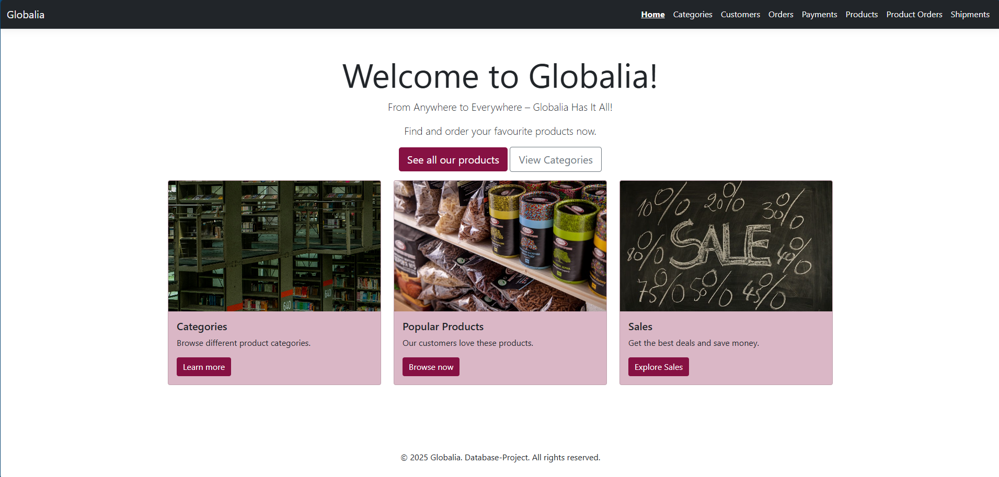 Globalia
Home Categories Customers Orders Payments Products Product Orders Shipments
Welcome to Globalia!
From Anywhere to Everywhere – Globalia Has It All!
Find and order your favourite products now.
See all our products View Categories
640
640
10% 20% 30%
80% SALE 40%
75% 50% 45%
Categories
Browse different product categories.
Learn more
Popular Products
Our customers love these products.
Browse now
Sales
Get the best deals and save money.
Explore Sales
© 2025 Globalia. Database-Project. All rights reserved.